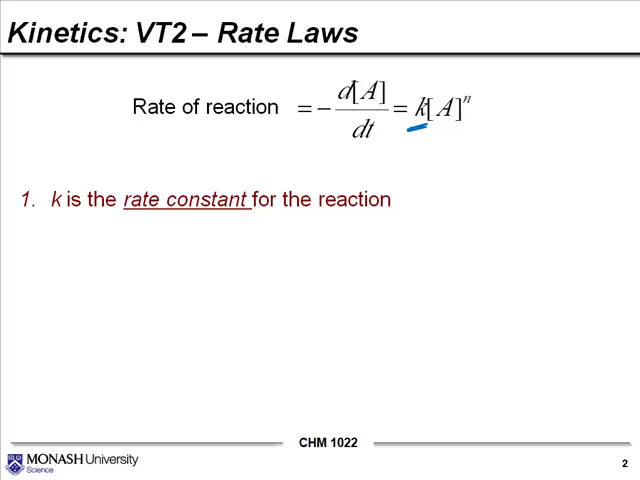 Kinetics: VT2 – Rate Laws
Rate of reaction = − d[A]/dt = k[A]ⁿ
1. k is the rate constant for the reaction
CHM 1022
MONASH University
Science
2